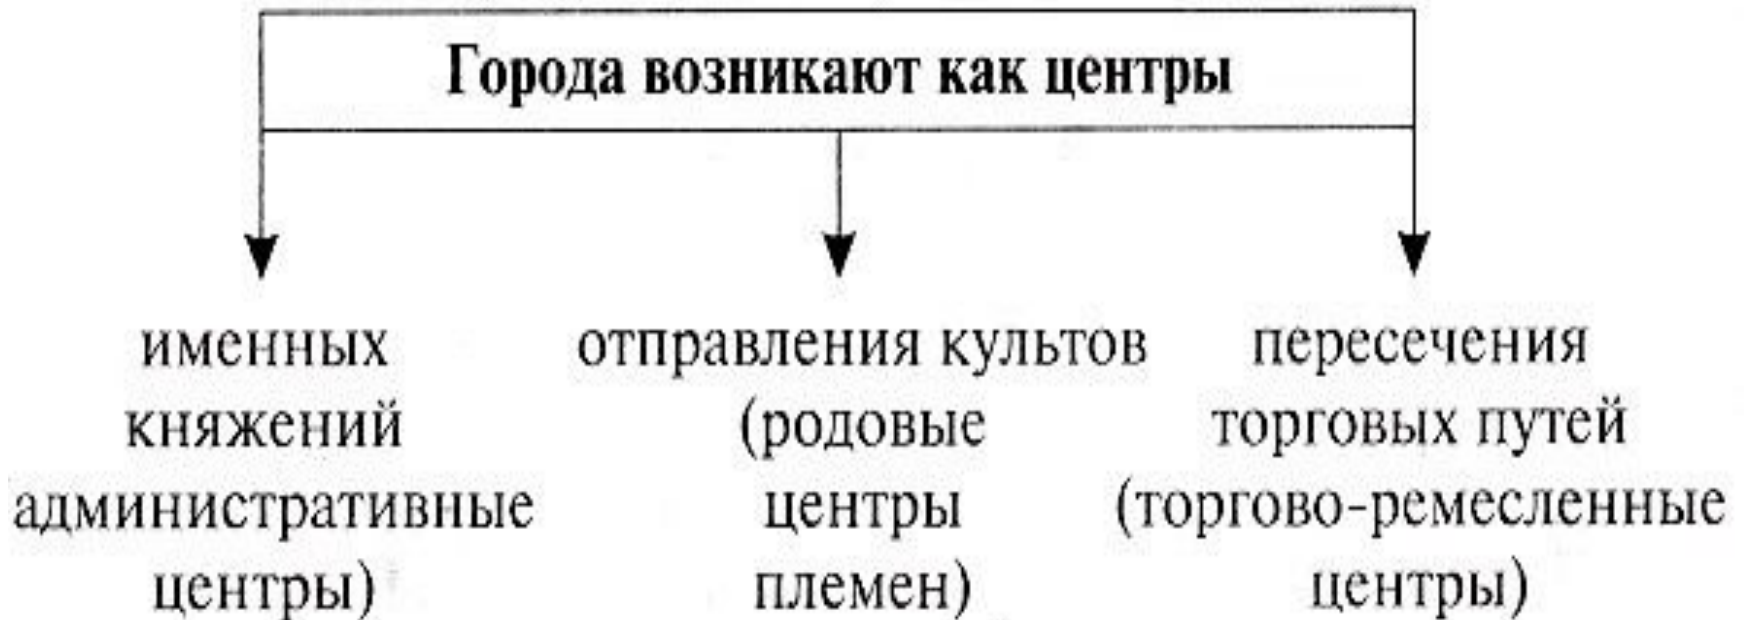 Города возникают как центры
именных
княжений
административные
центры)
отправления культов
(родовые
центры
племен)
пересечения
торговых путей
(торгово-ремесленные
центры)